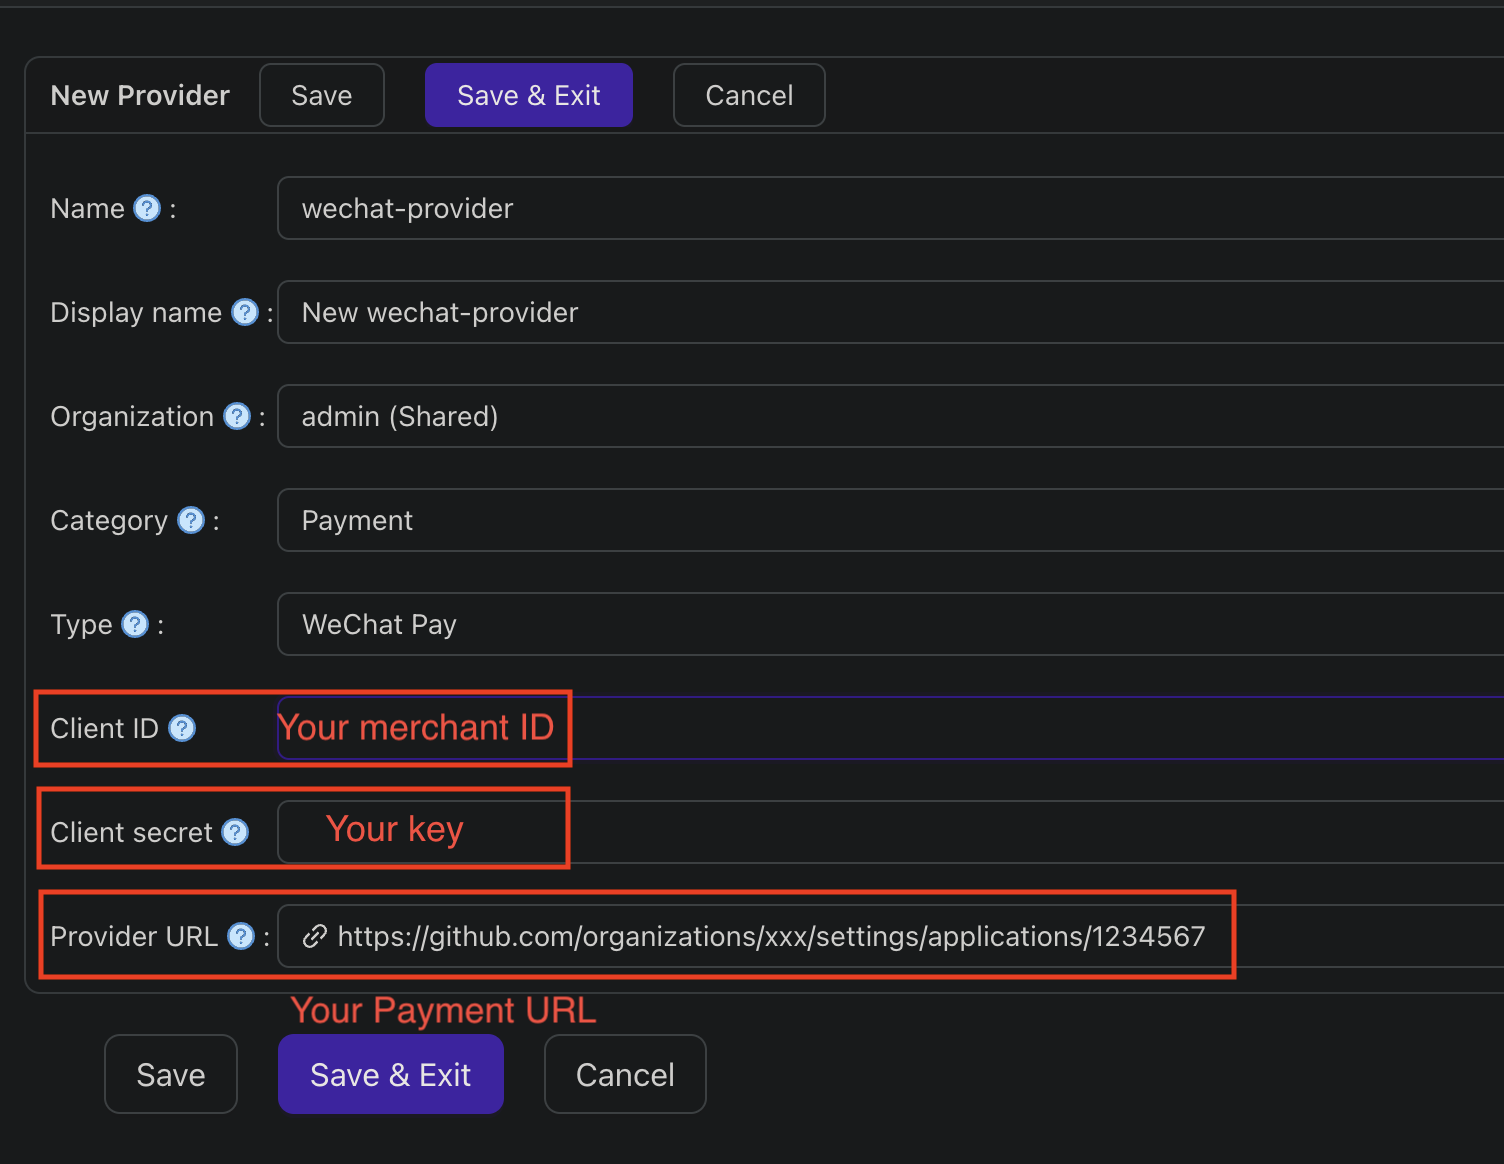 New Provider Save Save & Exit Cancel
Name ? : wechat-provider
Display name ? : New wechat-provider
Organization ? : admin (Shared)
Category ? : Payment
Type ? : WeChat Pay
Client ID ? Your merchant ID
Client secret ? Your key
Provider URL ? : https://github.com/organizations/xxx/settings/applications/1234567
Your Payment URL
Save Save & Exit Cancel